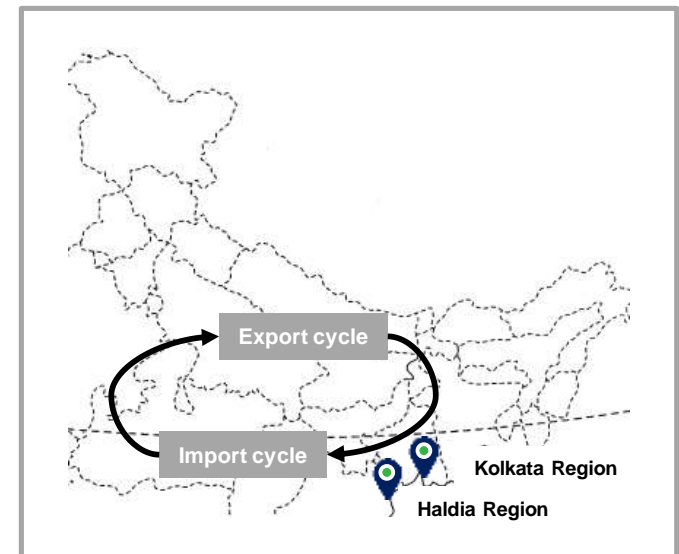 Export cycle
Import cycle
Kolkata Region
Haldia Region